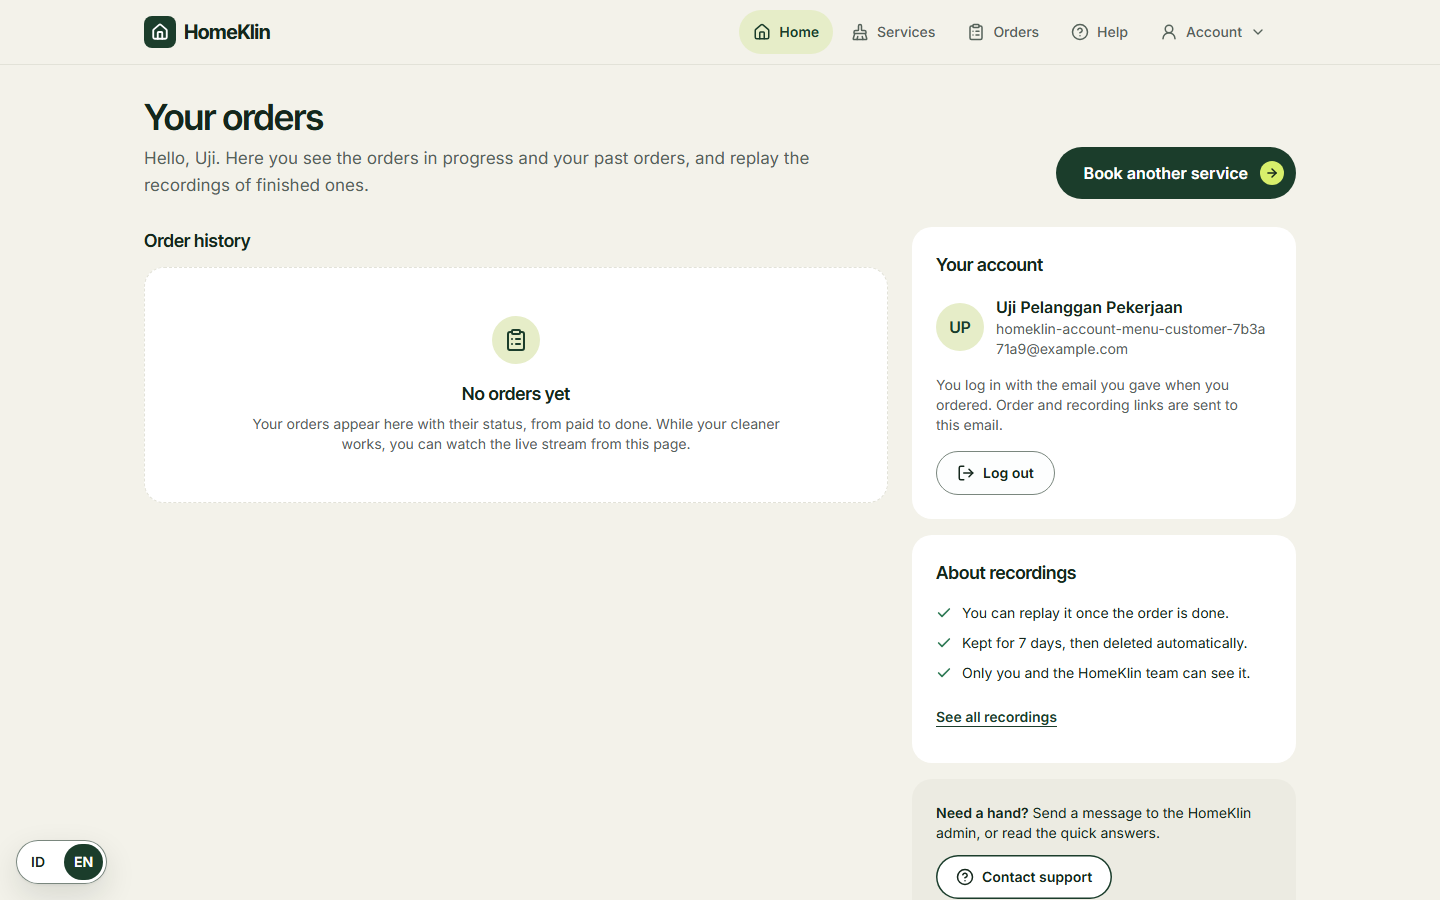 HomeKlin
Home
Services
Orders
Help
Account
Your orders
Hello, Uji. Here you see the orders in progress and your past orders, and replay the
recordings of finished ones.
Book another service
Order history
No orders yet
Your orders appear here with their status, from paid to done. While your cleaner
works, you can watch the live stream from this page.
Your account
UP
Uji Pelanggan Pekerjaan
homeklin-account-menu-customer-7b3a
71a9@example.com
You log in with the email you gave when you
ordered. Order and recording links are sent to
this email.
Log out
About recordings
You can replay it once the order is done.
Kept for 7 days, then deleted automatically.
Only you and the HomeKlin team can see it.
See all recordings
Need a hand? Send a message to the HomeKlin
admin, or read the quick answers.
Contact support
ID
EN